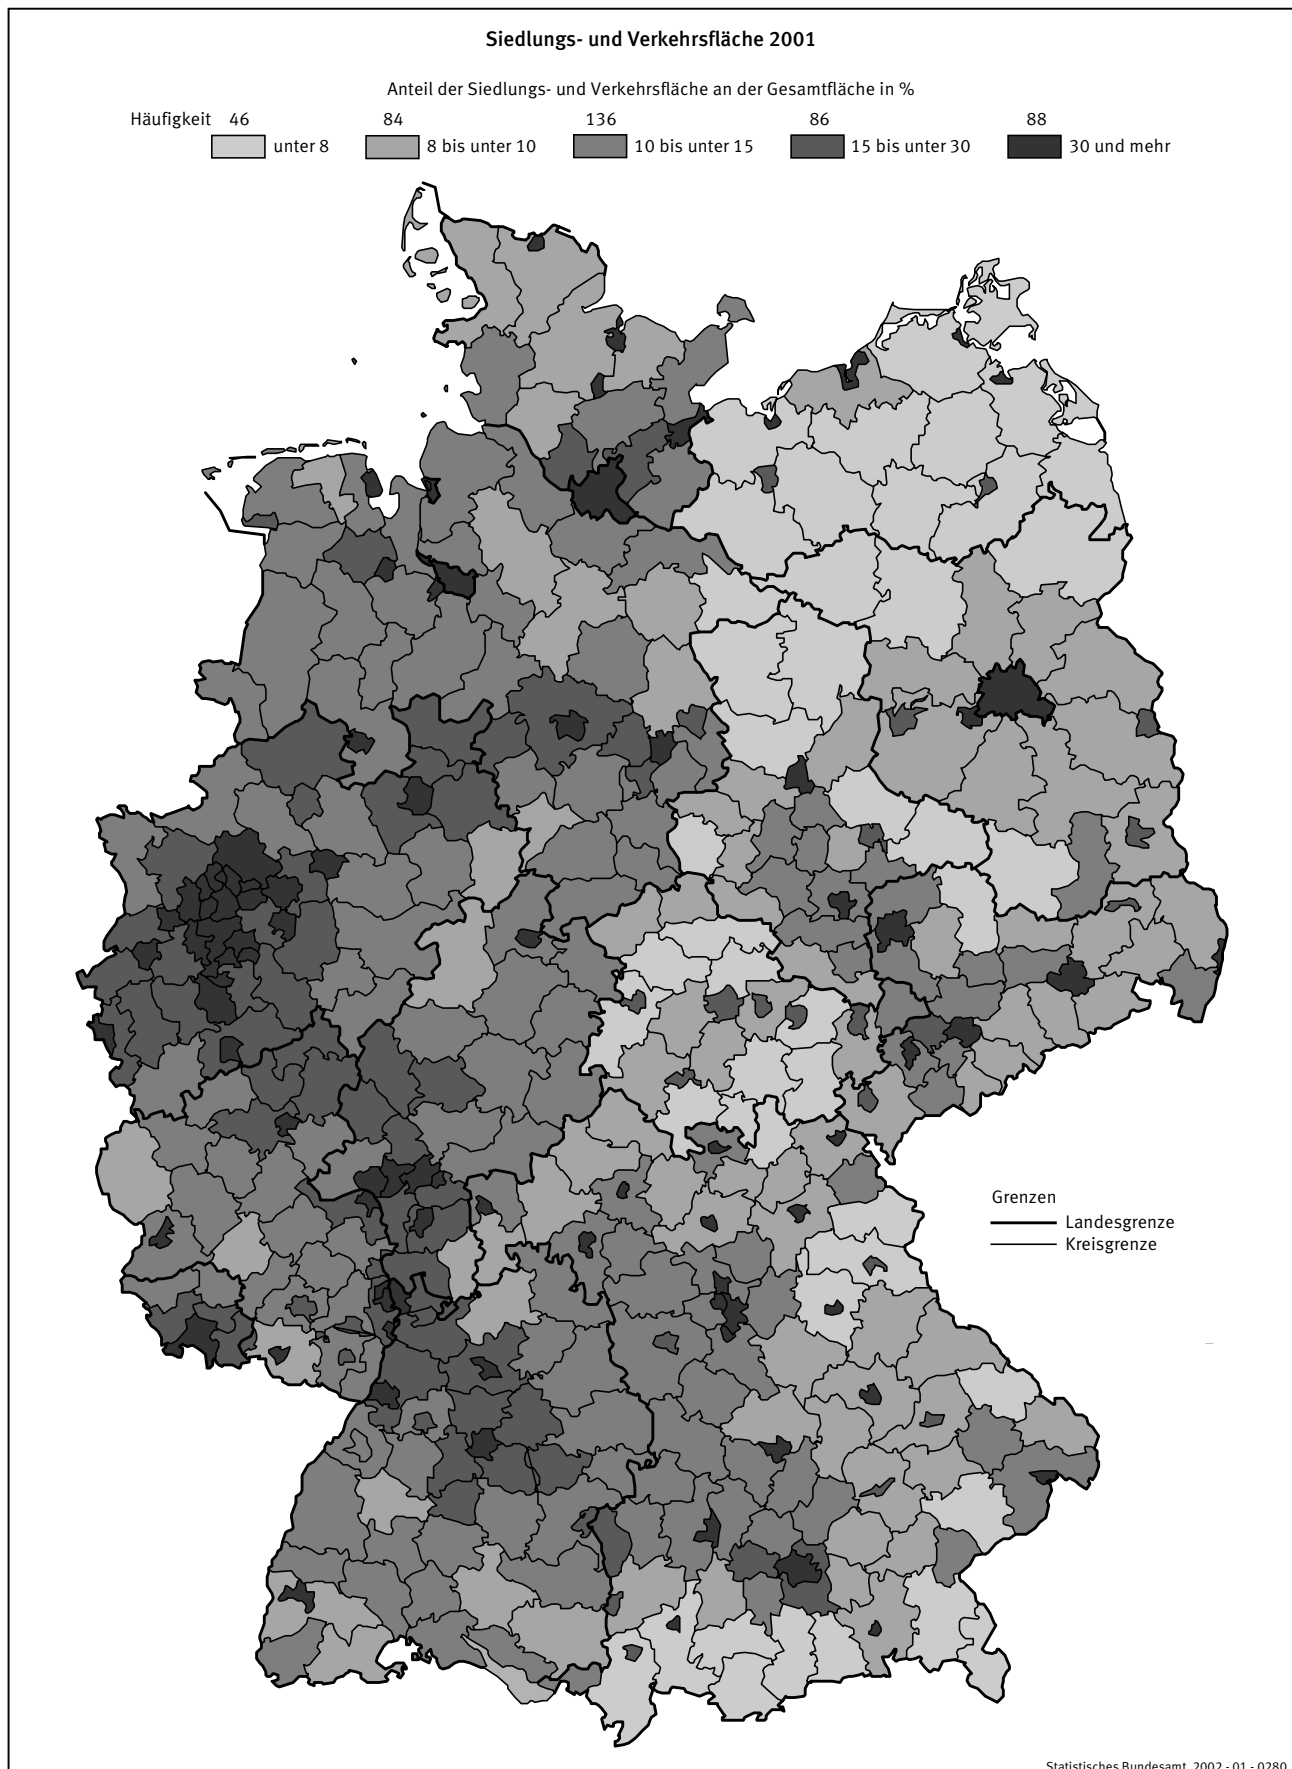 Siedlungs- und Verkehrsfläche 2001
Anteil der Siedlungs- und Verkehrsfläche an der Gesamtfläche in %
Häufigkeit 46 84 136 86 88
unter 8 8 bis unter 10 10 bis unter 15 15 bis unter 30 30 und mehr
Grenzen
Landesgrenze
Kreisgrenze
Statistisches Bundesamt 2002 - 01 - 0280